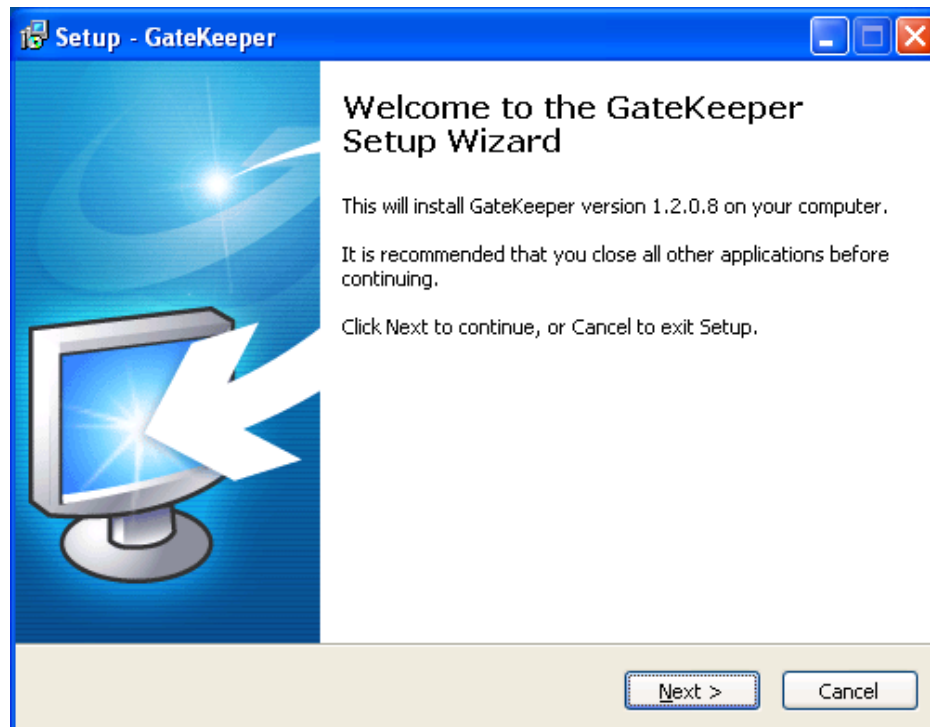 Setup - GateKeeper
Welcome to the GateKeeper
Setup Wizard
This will install GateKeeper version 1.2.0.8 on your computer.
It is recommended that you close all other applications before
continuing.
Click Next to continue, or Cancel to exit Setup.
Next >
Cancel